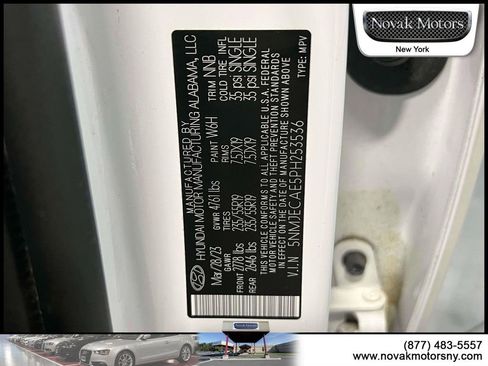 Novak Motors
New York
MANUFACTURED BY
HYUNDAI MOTOR MANUFACTURING ALABAMA, LLC
Mar/28/23 GVWR 4761 lbs PAINT W6H TRIM NNB
GAWR TIRES RIMS COLD TIRE INFL
FRONT 2778 lbs 235/55R19 7.5JX19 35 psi SINGLE
REAR 2646 lbs 235/55R19 7.5JX19 35 psi SINGLE
THIS VEHICLE CONFORMS TO ALL APPLICABLE U.S.A. FEDERAL
MOTOR VEHICLE SAFETY AND THEFT PREVENTION STANDARDS
IN EFFECT ON THE DATE OF MANUFACTURE SHOWN ABOVE
V.I.N 5NMJECAE5PH253536 TYPE: MPV
Novak Motors
(877) 483-5557
www.novakmotorsny.com